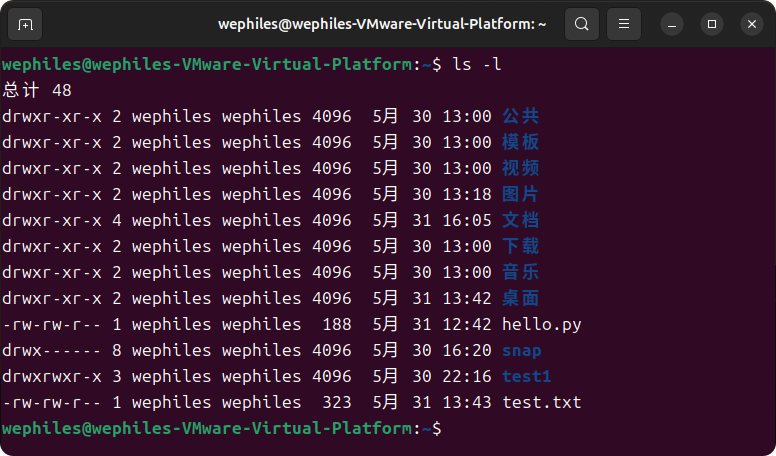 wephiles@wephiles-VMware-Virtual-Platform: ~
wephiles@wephiles-VMware-Virtual-Platform:~$ ls -l
总计 48
drwxr-xr-x 2 wephiles wephiles 4096  5月 30 13:00 公共
drwxr-xr-x 2 wephiles wephiles 4096  5月 30 13:00 模板
drwxr-xr-x 2 wephiles wephiles 4096  5月 30 13:00 视频
drwxr-xr-x 2 wephiles wephiles 4096  5月 30 13:18 图片
drwxr-xr-x 4 wephiles wephiles 4096  5月 31 16:05 文档
drwxr-xr-x 2 wephiles wephiles 4096  5月 30 13:00 下载
drwxr-xr-x 2 wephiles wephiles 4096  5月 30 13:00 音乐
drwxr-xr-x 2 wephiles wephiles 4096  5月 31 13:42 桌面
-rw-rw-r-- 1 wephiles wephiles  188  5月 31 12:42 hello.py
drwx------ 8 wephiles wephiles 4096  5月 30 16:20 snap
drwxrwxr-x 3 wephiles wephiles 4096  5月 30 22:16 test1
-rw-rw-r-- 1 wephiles wephiles  323  5月 31 13:43 test.txt
wephiles@wephiles-VMware-Virtual-Platform:~$